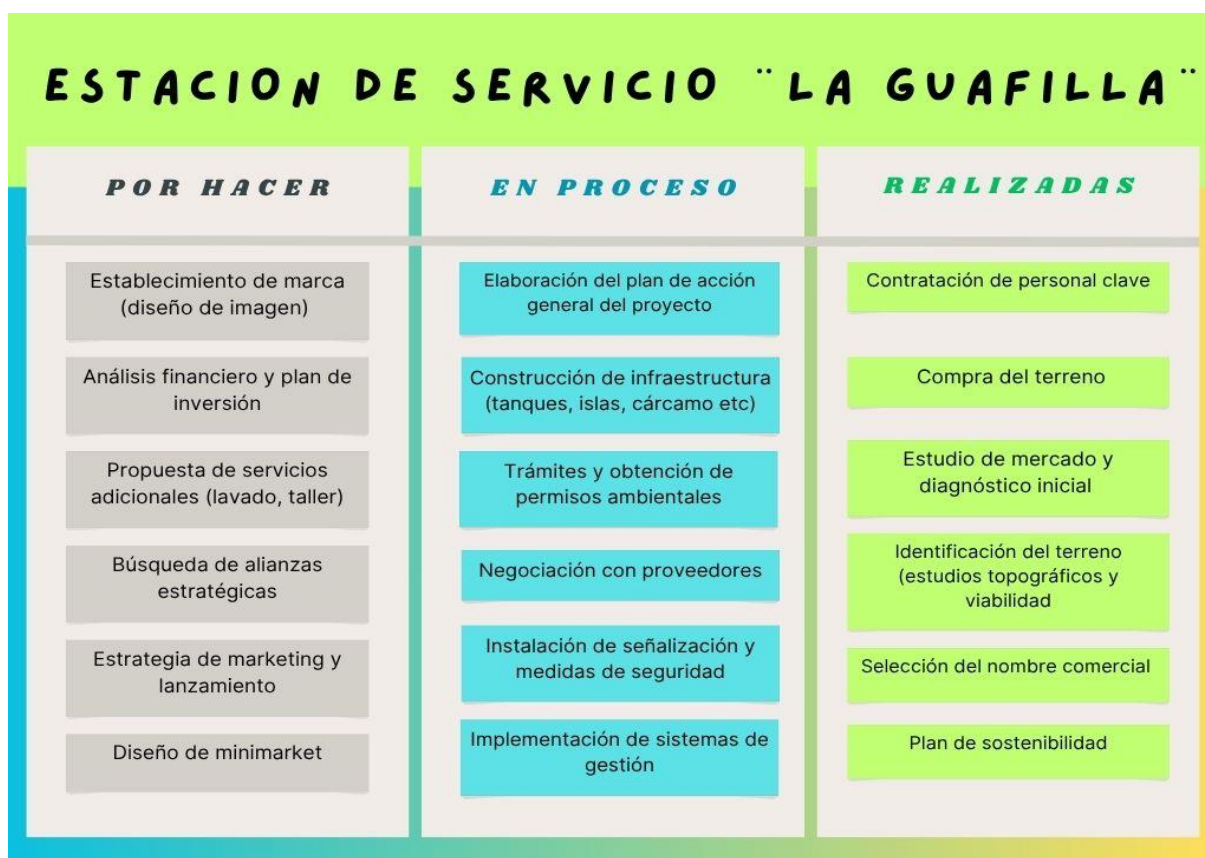 ESTACION DE SERVICIO ¨LA GUAFILLA¨
POR HACER
Establecimiento de marca
(diseño de imagen)
Análisis financiero y plan de
inversión
Propuesta de servicios
adicionales (lavado, taller)
Búsqueda de alianzas
estratégicas
Estrategia de marketing y
lanzamiento
Diseño de minimarket
EN PROCESO
Elaboración del plan de acción
general del proyecto
Construcción de infraestructura
(tanques, islas, cárcamo etc)
Trámites y obtención de
permisos ambientales
Negociación con proveedores
Instalación de señalización y
medidas de seguridad
Implementación de sistemas de
gestión
REALIZADAS
Contratación de personal clave
Compra del terreno
Estudio de mercado y
diagnóstico inicial
Identificación del terreno
(estudios topográficos y
viabilidad
Selección del nombre comercial
Plan de sostenibilidad